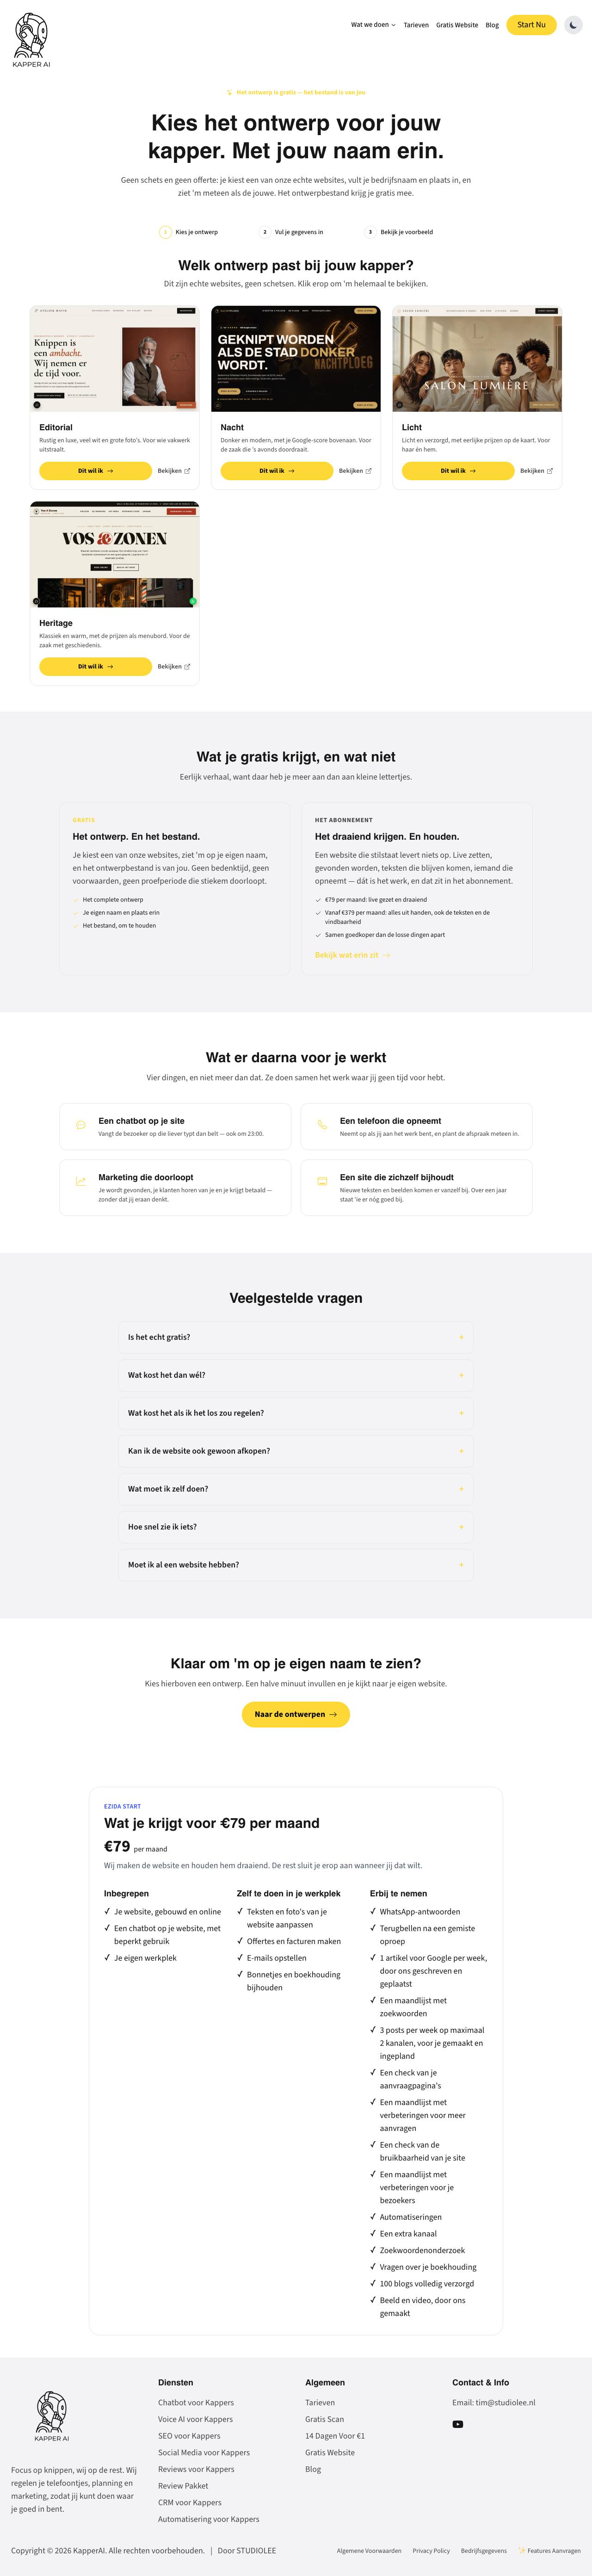 KAPPER AI
Wat we doen
Tarieven
Gratis Website
Blog
Start Nu
Het ontwerp is gratis — het bestand is van jou
Kies het ontwerp voor jouw
kapper. Met jouw naam erin.
Geen schets en geen offerte: je kiest een van onze echte websites, vult je bedrijfsnaam en plaats in, en
ziet 'm meteen als de jouwe. Het ontwerpbestand krijg je gratis mee.
1 Kies je ontwerp
2 Vul je gegevens in
3 Bekijk je voorbeeld
Welk ontwerp past bij jouw kapper?
Dit zijn echte websites, geen schetsen. Klik erop om 'm helemaal te bekijken.
Knippen is
een ambacht.
Wij nemen er
de tijd voor.
Editorial
Rustig en luxe, veel wit en grote foto's. Voor wie vakwerk
uitstraalt.
Dit wil ik
Bekijken
GEKNIPT WORDEN
ALS DE STAD DONKER
WORDT.
Nacht
Donker en modern, met je Google-score bovenaan. Voor
de zaak die 's avonds doordraait.
Dit wil ik
Bekijken
SALON LUMIÈRE
Licht
Licht en verzorgd, met eerlijke prijzen op de kaart. Voor
haar én hem.
Dit wil ik
Bekijken
VOS & ZONEN
Heritage
Klassiek en warm, met de prijzen als menubord. Voor de
zaak met geschiedenis.
Dit wil ik
Bekijken
Wat je gratis krijgt, en wat niet
Eerlijk verhaal, want daar heb je meer aan dan aan kleine lettertjes.
GRATIS
Het ontwerp. En het bestand.
Je kiest een van onze websites, ziet 'm op je eigen naam,
en het ontwerpbestand is van jou. Geen bedenktijd, geen
voorwaarden, geen proefperiode die stiekem doorloopt.
Het complete ontwerp
Je eigen naam en plaats erin
Het bestand, om te houden
HET ABONNEMENT
Het draaiend krijgen. En houden.
Een website die stilstaat levert niets op. Live zetten,
gevonden worden, teksten die blijven komen, iemand die
opneemt — dát is het werk, en dat zit in het abonnement.
€79 per maand: live gezet en draaiend
Vanaf €379 per maand: alles uit handen, ook de teksten en de
vindbaarheid
Samen goedkoper dan de losse dingen apart
Bekijk wat erin zit
Wat er daarna voor je werkt
Vier dingen, en niet meer dan dat. Ze doen samen het werk waar jij geen tijd voor hebt.
Een chatbot op je site
Vangt de bezoeker op die liever typt dan belt — ook om 23:00.
Een telefoon die opneemt
Neemt op als jij aan het werk bent, en plant de afspraak meteen in.
Marketing die doorloopt
Je wordt gevonden, je klanten horen van je en je krijgt betaald —
zonder dat jij eraan denkt.
Een site die zichzelf bijhoudt
Nieuwe teksten en beelden komen er vanzelf bij. Over een jaar
staat 'ie er nóg goed bij.
Veelgestelde vragen
Is het echt gratis?
+
Wat kost het dan wél?
+
Wat kost het als ik het los zou regelen?
+
Kan ik de website ook gewoon afkopen?
+
Wat moet ik zelf doen?
+
Hoe snel zie ik iets?
+
Moet ik al een website hebben?
+
Klaar om 'm op je eigen naam te zien?
Kies hierboven een ontwerp. Een halve minuut invullen en je kijkt naar je eigen website.
Naar de ontwerpen
EZIDA START
Wat je krijgt voor €79 per maand
€79 per maand
Wij maken de website en houden hem draaiend. De rest sluit je erop aan wanneer jij dat wilt.
Inbegrepen
✓ Je website, gebouwd en online
✓ Een chatbot op je website, met
beperkt gebruik
✓ Je eigen werkplek
Zelf te doen in je werkplek
✓ Teksten en foto's van je
website aanpassen
✓ Offertes en facturen maken
✓ E-mails opstellen
✓ Bonnetjes en boekhouding
bijhouden
Erbij te nemen
✓ WhatsApp-antwoorden
✓ Terugbellen na een gemiste
oproep
✓ 1 artikel voor Google per week,
door ons geschreven en
geplaatst
✓ Een maandlijst met
zoekwoorden
✓ 3 posts per week op maximaal
2 kanalen, voor je gemaakt en
ingepland
✓ Een check van je
aanvraagpagina's
✓ Een maandlijst met
verbeteringen voor meer
aanvragen
✓ Een check van de
bruikbaarheid van je site
✓ Een maandlijst met
verbeteringen voor je
bezoekers
✓ Automatiseringen
✓ Een extra kanaal
✓ Zoekwoordenonderzoek
✓ Vragen over je boekhouding
✓ 100 blogs volledig verzorgd
✓ Beeld en video, door ons
gemaakt
KAPPER AI
Focus op knippen, wij op de rest. Wij
regelen je telefoontjes, planning en
marketing, zodat jij kunt doen waar
je goed in bent.
Diensten
Chatbot voor Kappers
Voice AI voor Kappers
SEO voor Kappers
Social Media voor Kappers
Reviews voor Kappers
Review Pakket
CRM voor Kappers
Automatisering voor Kappers
Algemeen
Tarieven
Gratis Scan
14 Dagen Voor €1
Gratis Website
Blog
Contact & Info
Email: tim@studiolee.nl
Copyright © 2026 KapperAI. Alle rechten voorbehouden. | Door STUDIOLEE
Algemene Voorwaarden
Privacy Policy
Bedrijfsgegevens
✨ Features Aanvragen